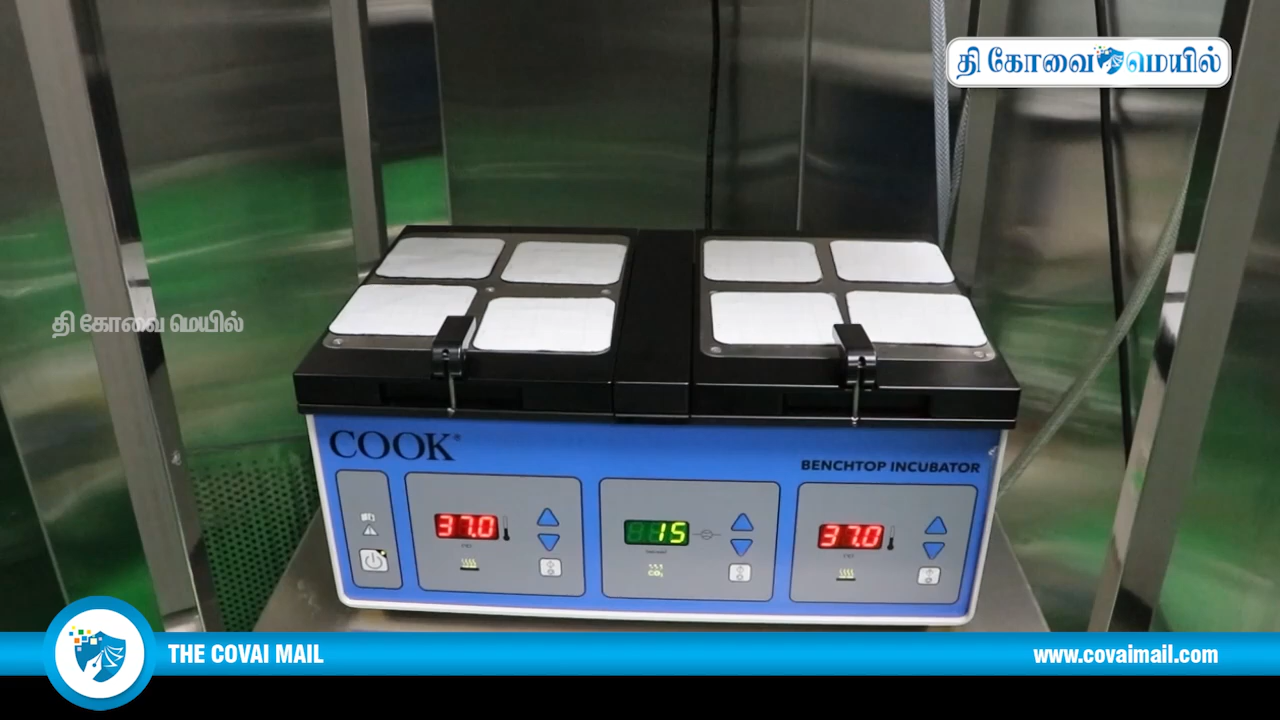 தி கோவை மெயில்
தி கோவை மெயில்
COOK®
BENCHTOP INCUBATOR
37.0
15
37.0
CO₂
THE COVAI MAIL
www.covaimail.com